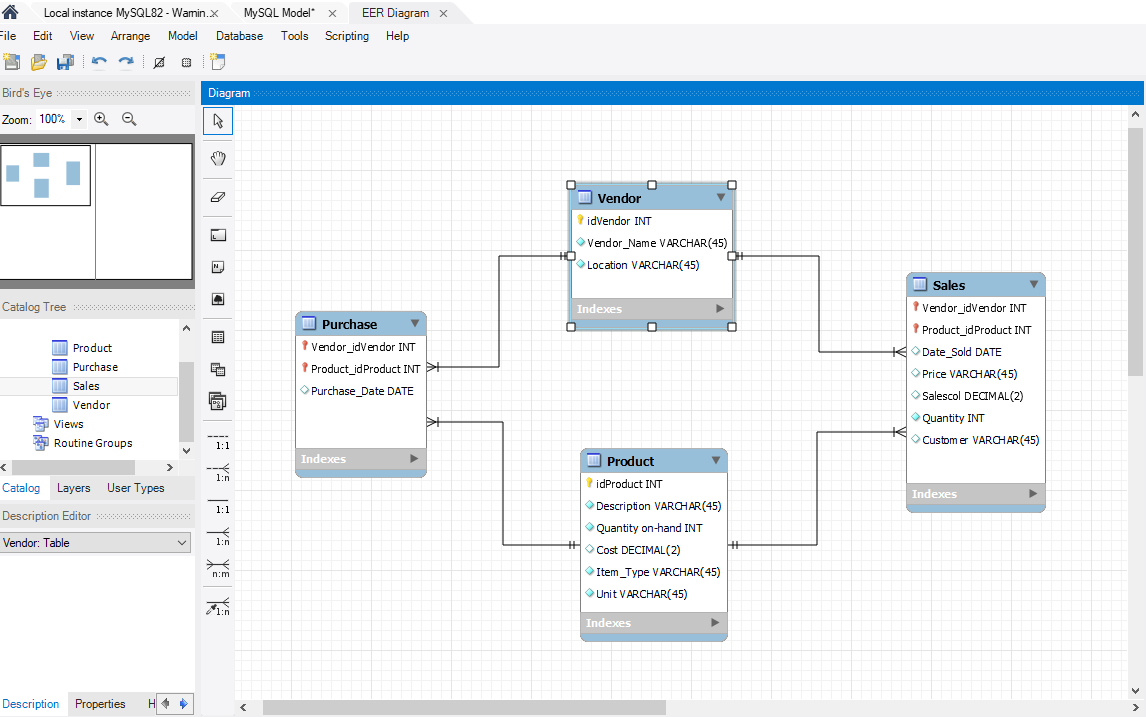 Local instance MySQL82 - Warnin...
MySQL Model*
EER Diagram
File Edit View Arrange Model Database Tools Scripting Help
Bird's Eye
Diagram
Zoom: 100%
Catalog Tree
Product
Purchase
Sales
Vendor
Views
Routine Groups
Catalog Layers User Types
Description Editor
Vendor: Table
Description Properties H
1:1
1:n
1:1
1:n
n:m
1:n
Vendor
idVendor INT
Vendor_Name VARCHAR(45)
Location VARCHAR(45)
Indexes
Purchase
Vendor_idVendor INT
Product_idProduct INT
Purchase_Date DATE
Indexes
Product
idProduct INT
Description VARCHAR(45)
Quantity on-hand INT
Cost DECIMAL(2)
Item_Type VARCHAR(45)
Unit VARCHAR(45)
Indexes
Sales
Vendor_idVendor INT
Product_idProduct INT
Date_Sold DATE
Price VARCHAR(45)
Salescol DECIMAL(2)
Quantity INT
Customer VARCHAR(45)
Indexes